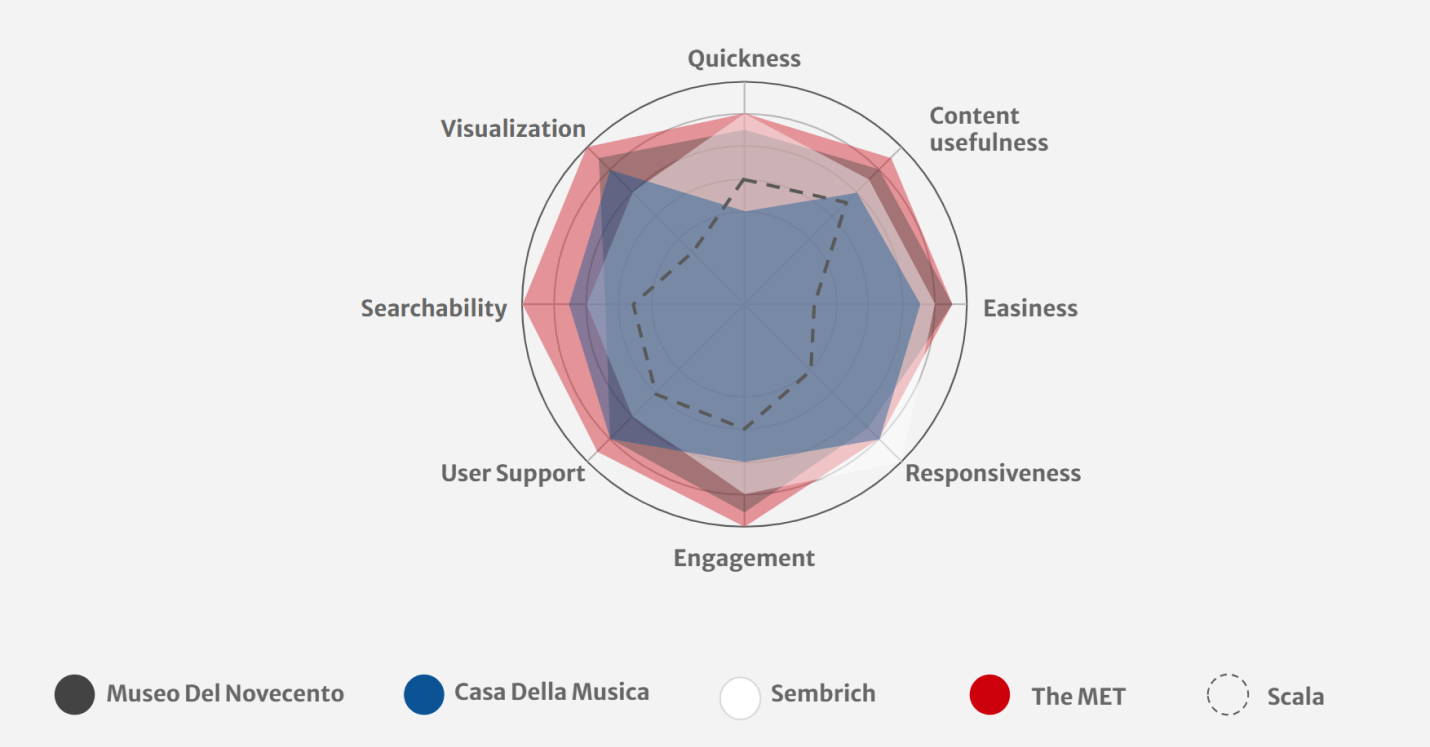 Quickness
Visualization
Content
usefulness
Searchability
Easiness
User Support
Responsiveness
Engagement
Museo Del Novecento
Casa Della Musica
Sembrich
The MET
Scala